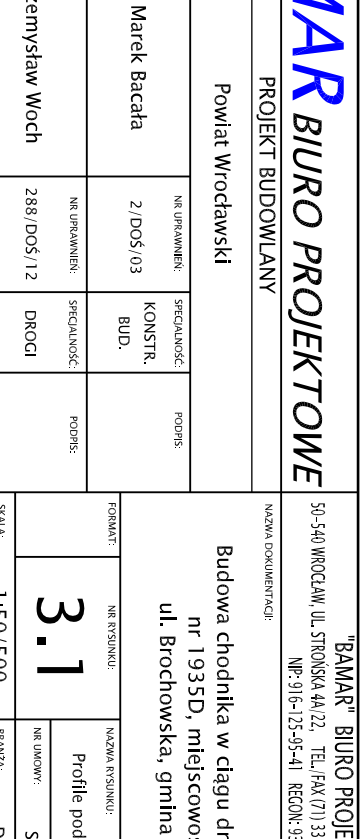 MAR BIURO PROJEKTOWE
"BAMAR" BIURO PROJE
50-540 WROCŁAW, UL. STROŃSKA 4A/22, TEL./FAX (71) 33
NIP: 916-125-95-41 REGON: 93
PROJEKT BUDOWLANY
Powiat Wrocławski
NAZWA DOKUMENTACJI:
Budowa chodnika w ciągu dr
nr 1935D, miejscowo
ul. Brochowska, gmina
Marek Bacała
NR UPRAWNIEŃ:
2/DOŚ/03
SPECJALNOŚĆ:
KONSTR.
BUD.
PODPIS:
zemysław Woch
NR UPRAWNIEŃ:
288/DOŚ/12
SPECJALNOŚĆ:
DROGI
PODPIS:
FORMAT:
NR RYSUNKU:
3.1
NAZWA RYSUNKU:
Profile pod
SKALA:
1:50/500
NR UMOWY:
S
BRANŻA:
D